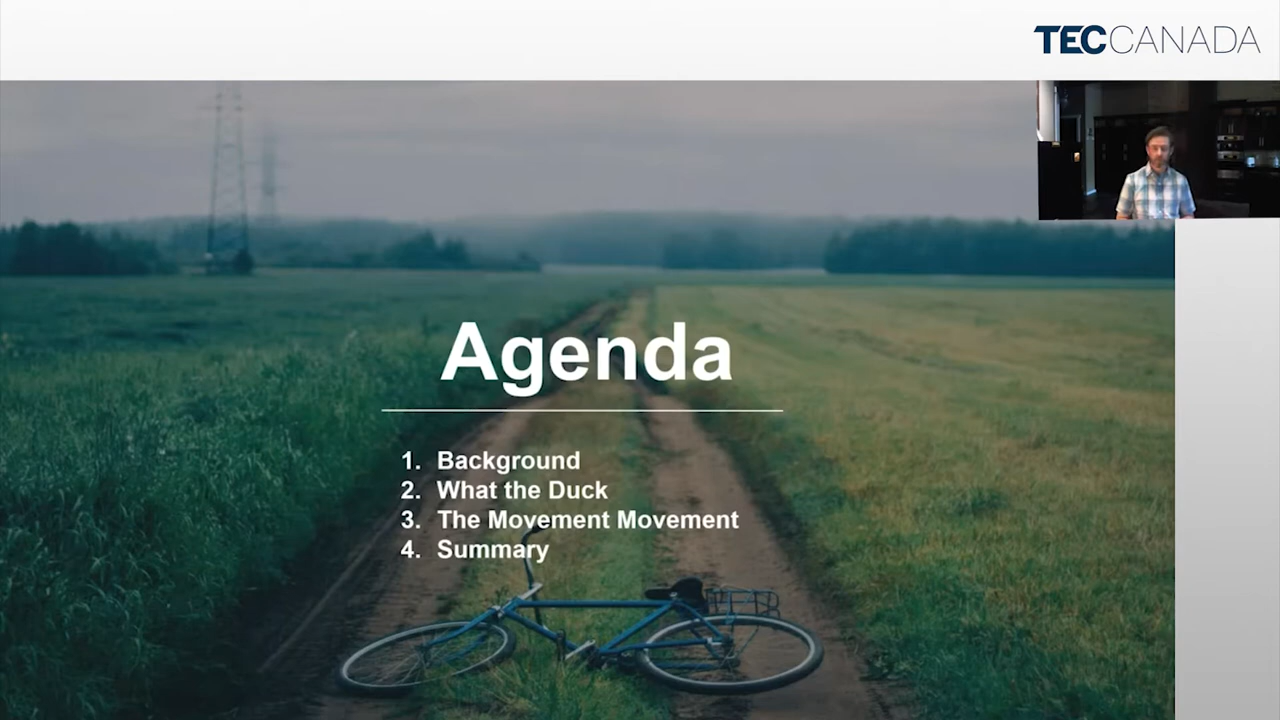 TECCANADA
Agenda
1. Background
2. What the Duck
3. The Movement Movement
4. Summary